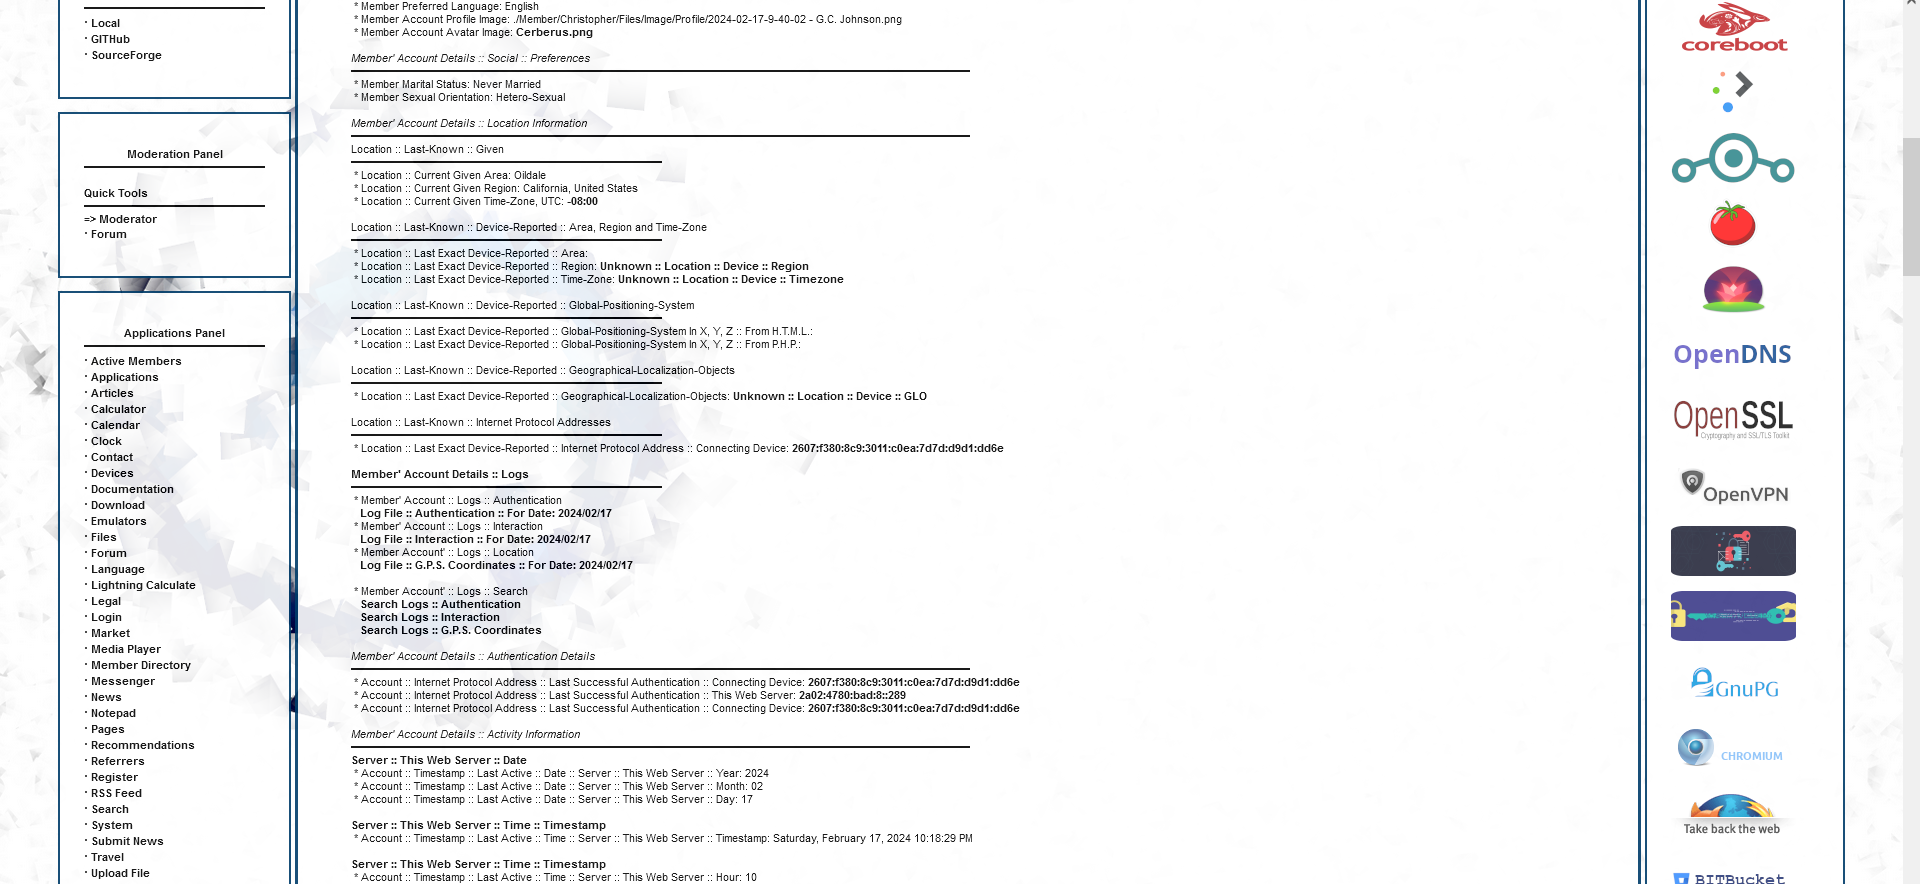 · Local
· GITHub
· SourceForge
Moderation Panel
Quick Tools
=> Moderator
· Forum
Applications Panel
· Active Members
· Applications
· Articles
· Calculator
· Calendar
· Clock
· Contact
· Devices
· Documentation
· Download
· Emulators
· Files
· Forum
· Language
· Lightning Calculate
· Legal
· Login
· Market
· Media Player
· Member Directory
· Messenger
· News
· Notepad
· Pages
· Recommendations
· Referrers
· Register
· RSS Feed
· Search
· System
· Submit News
· Travel
· Upload File
* Member Preferred Language: English
* Member Account Profile Image: ./Member/Christopher/Files/Image/Profile/2024-02-17-9-40-02 - G.C. Johnson.png
* Member Account Avatar Image: Cerberus.png
Member' Account Details :: Social :: Preferences
* Member Marital Status: Never Married
* Member Sexual Orientation: Hetero-Sexual
Member' Account Details :: Location Information
Location :: Last-Known :: Given
* Location :: Current Given Area: Oildale
* Location :: Current Given Region: California, United States
* Location :: Current Given Time-Zone, UTC: -08:00
Location :: Last-Known :: Device-Reported :: Area, Region and Time-Zone
* Location :: Last Exact Device-Reported :: Area:
* Location :: Last Exact Device-Reported :: Region: Unknown :: Location :: Device :: Region
* Location :: Last Exact Device-Reported :: Time-Zone: Unknown :: Location :: Device :: Timezone
Location :: Last-Known :: Device-Reported :: Global-Positioning-System
* Location :: Last Exact Device-Reported :: Global-Positioning-System In X, Y, Z :: From H.T.M.L.:
* Location :: Last Exact Device-Reported :: Global-Positioning-System In X, Y, Z :: From P.H.P.:
Location :: Last-Known :: Device-Reported :: Geographical-Localization-Objects
* Location :: Last Exact Device-Reported :: Geographical-Localization-Objects: Unknown :: Location :: Device :: GLO
Location :: Last-Known :: Internet Protocol Addresses
* Location :: Last Exact Device-Reported :: Internet Protocol Address :: Connecting Device: 2607:f380:8c9:3011:c0ea:7d7d:d9d1:dd6e
Member' Account Details :: Logs
* Member' Account :: Logs :: Authentication
Log File :: Authentication :: For Date: 2024/02/17
* Member' Account :: Logs :: Interaction
Log File :: Interaction :: For Date: 2024/02/17
* Member Account' :: Logs :: Location
Log File :: G.P.S. Coordinates :: For Date: 2024/02/17
* Member Account' :: Logs :: Search
Search Logs :: Authentication
Search Logs :: Interaction
Search Logs :: G.P.S. Coordinates
Member' Account Details :: Authentication Details
* Account :: Internet Protocol Address :: Last Successful Authentication :: Connecting Device: 2607:f380:8c9:3011:c0ea:7d7d:d9d1:dd6e
* Account :: Internet Protocol Address :: Last Successful Authentication :: This Web Server: 2a02:4780:bad:8::289
* Account :: Internet Protocol Address :: Last Successful Authentication :: Connecting Device: 2607:f380:8c9:3011:c0ea:7d7d:d9d1:dd6e
Member' Account Details :: Activity Information
Server :: This Web Server :: Date
* Account :: Timestamp :: Last Active :: Date :: Server :: This Web Server :: Year: 2024
* Account :: Timestamp :: Last Active :: Date :: Server :: This Web Server :: Month: 02
* Account :: Timestamp :: Last Active :: Date :: Server :: This Web Server :: Day: 17
Server :: This Web Server :: Time :: Timestamp
* Account :: Timestamp :: Last Active :: Time :: Server :: This Web Server :: Timestamp: Saturday, February 17, 2024 10:18:29 PM
Server :: This Web Server :: Time :: Timestamp
* Account :: Timestamp :: Last Active :: Time :: Server :: This Web Server :: Hour: 10
coreboot
OpenDNS
OpenSSL
Cryptography and SSL/TLS Toolkit
OpenVPN
GnuPG
CHROMIUM
Take back the web
BITBucket